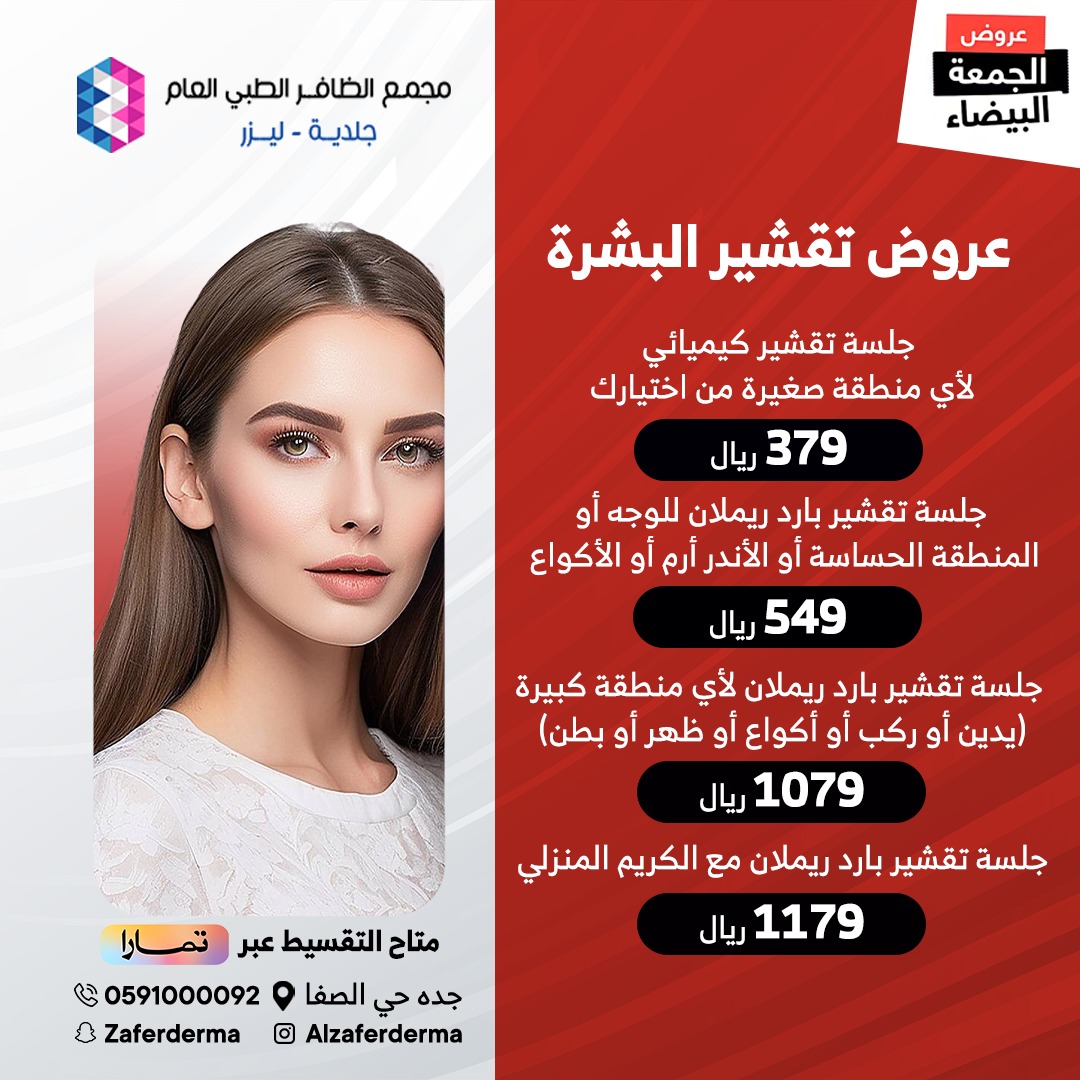 عروض
الجمعة
البيضاء
مجمع الظافر الطبي العام
جلدية - ليزر
عروض تقشير البشرة
جلسة تقشير كيميائي
لأي منطقة صغيرة من اختيارك
379 ريال
جلسة تقشير بارد ريملان للوجه أو
المنطقة الحساسة أو الأندر أرم أو الأكواع
549 ريال
جلسة تقشير بارد ريملان لأي منطقة كبيرة
(يدين أو ركب أو أكواع أو ظهر أو بطن)
1079 ريال
جلسة تقشير بارد ريملان مع الكريم المنزلي
1179 ريال
متاح التقسيط عبر تمارا
جده حي الصفا 0591000092
Zaferderma Alzaferderma